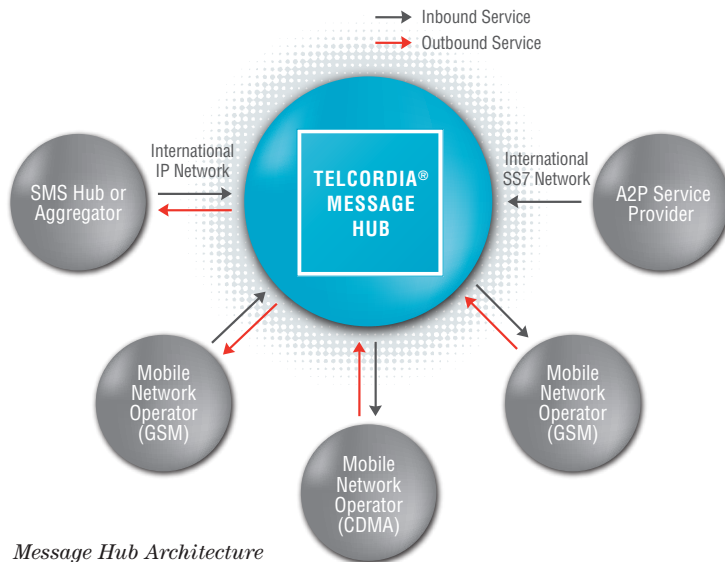 Inbound Service
Outbound Service
International
IP Network
SMS Hub or
Aggregator
TELCORDIA®
MESSAGE
HUB
International
SS7 Network
A2P Service
Provider
Mobile
Network
Operator
(GSM)
Mobile
Network
Operator
(CDMA)
Mobile
Network
Operator
(GSM)
Message Hub Architecture